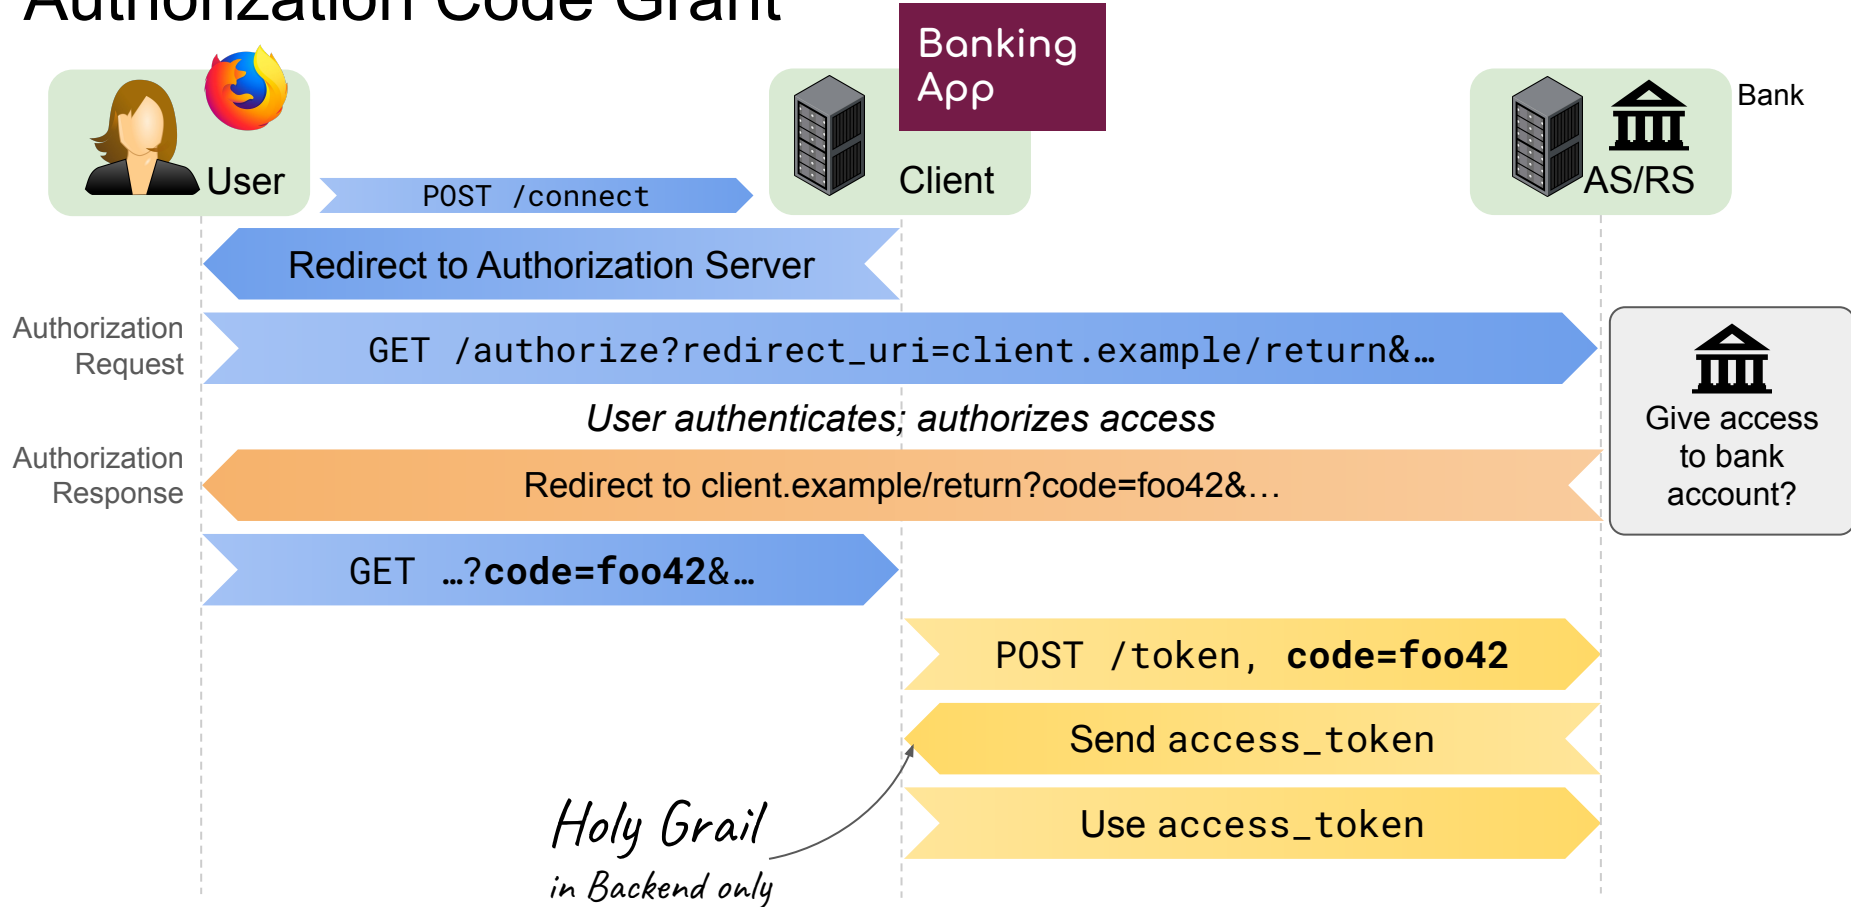 Authorization Code Grant
Banking
App
Bank
User
Client
AS/RS
POST /connect
Redirect to Authorization Server
Authorization
Request
GET /authorize?redirect_uri=client.example/return&…
User authenticates; authorizes access
Give access
to bank
account?
Authorization
Response
Redirect to client.example/return?code=foo42&…
GET …?code=foo42&…
POST /token, code=foo42
Send access_token
Holy Grail
in Backend only
Use access_token